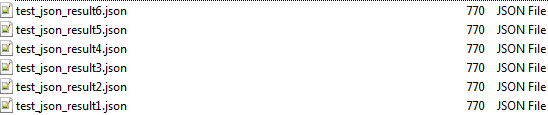 test_json_result6.json 770 JSON File
test_json_result5.json 770 JSON File
test_json_result4.json 770 JSON File
test_json_result3.json 770 JSON File
test_json_result2.json 770 JSON File
test_json_result1.json 770 JSON File